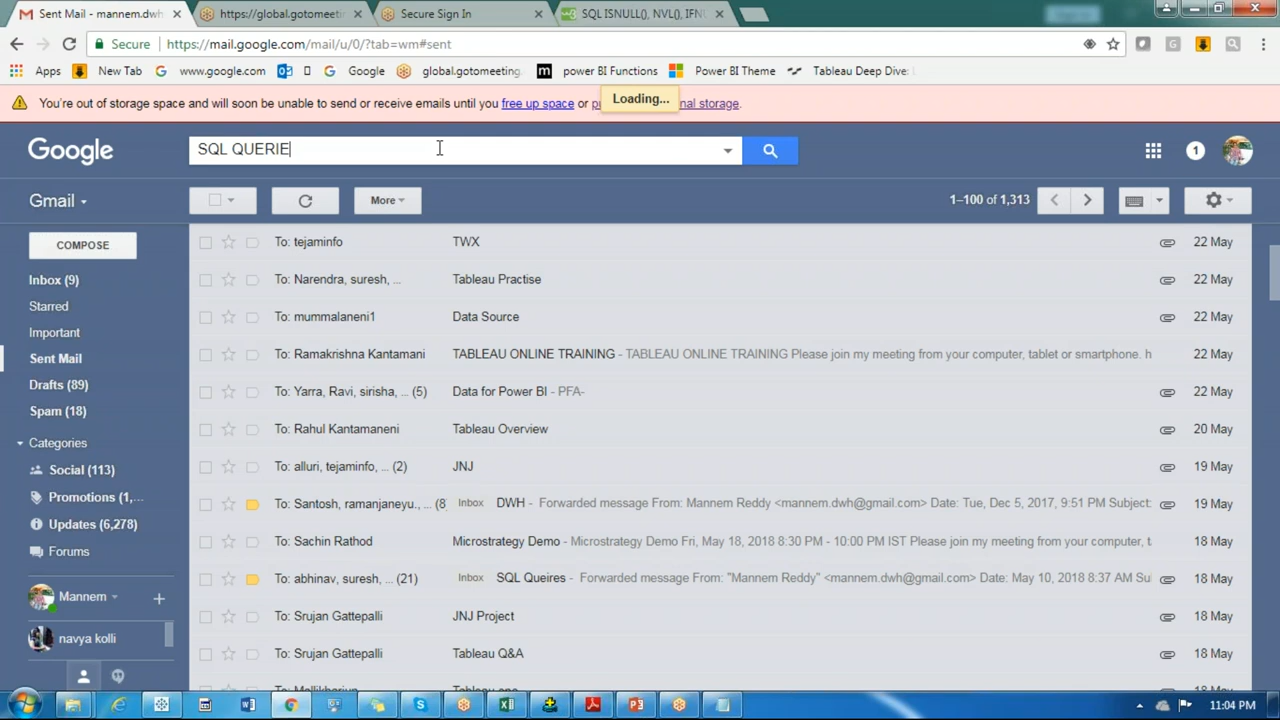 Sent Mail - mannem.dwh
https://global.gotomeeti
Secure Sign In
SQL ISNULL(), NVL(), IFN
Secure https://mail.google.com/mail/u/0/?tab=wm#sent
Apps New Tab www.google.com Google global.gotomeeting. power BI Functions Power BI Theme Tableau Deep Dive:
You're out of storage space and will soon be unable to send or receive emails until you free up space or p nal storage.
Loading...
Google SQL QUERIE 1
Gmail More 1–100 of 1,313
COMPOSE
Inbox (9)
Starred
Important
Sent Mail
Drafts (89)
Spam (18)
Categories
Social (113)
Promotions (1,...
Updates (6,278)
Forums
Mannem
navya kolli
To: tejaminfo TWX 22 May
To: Narendra, suresh, ... Tableau Practise 22 May
To: mummalaneni1 Data Source 22 May
To: Ramakrishna Kantamani TABLEAU ONLINE TRAINING - TABLEAU ONLINE TRAINING Please join my meeting from your computer, tablet or smartphone. h 22 May
To: Yarra, Ravi, sirisha, ... (5) Data for Power BI - PFA- 22 May
To: Rahul Kantamaneni Tableau Overview 20 May
To: alluri, tejaminfo, ... (2) JNJ 19 May
To: Santosh, ramanjaneyu., ... (8 Inbox DWH - Forwarded message From: Mannem Reddy <mannem.dwh@gmail.com> Date: Tue, Dec 5, 2017, 9:51 PM Subject: 19 May
To: Sachin Rathod Microstrategy Demo - Microstrategy Demo Fri, May 18, 2018 8:30 PM - 10:00 PM IST Please join my meeting from your computer, t 18 May
To: abhinav, suresh, ... (21) Inbox SQL Queires - Forwarded message From: "Mannem Reddy" <mannem.dwh@gmail.com> Date: May 10, 2018 8:37 AM Su 18 May
To: Srujan Gattepalli JNJ Project 18 May
To: Srujan Gattepalli Tableau Q&A 18 May
11:04 PM